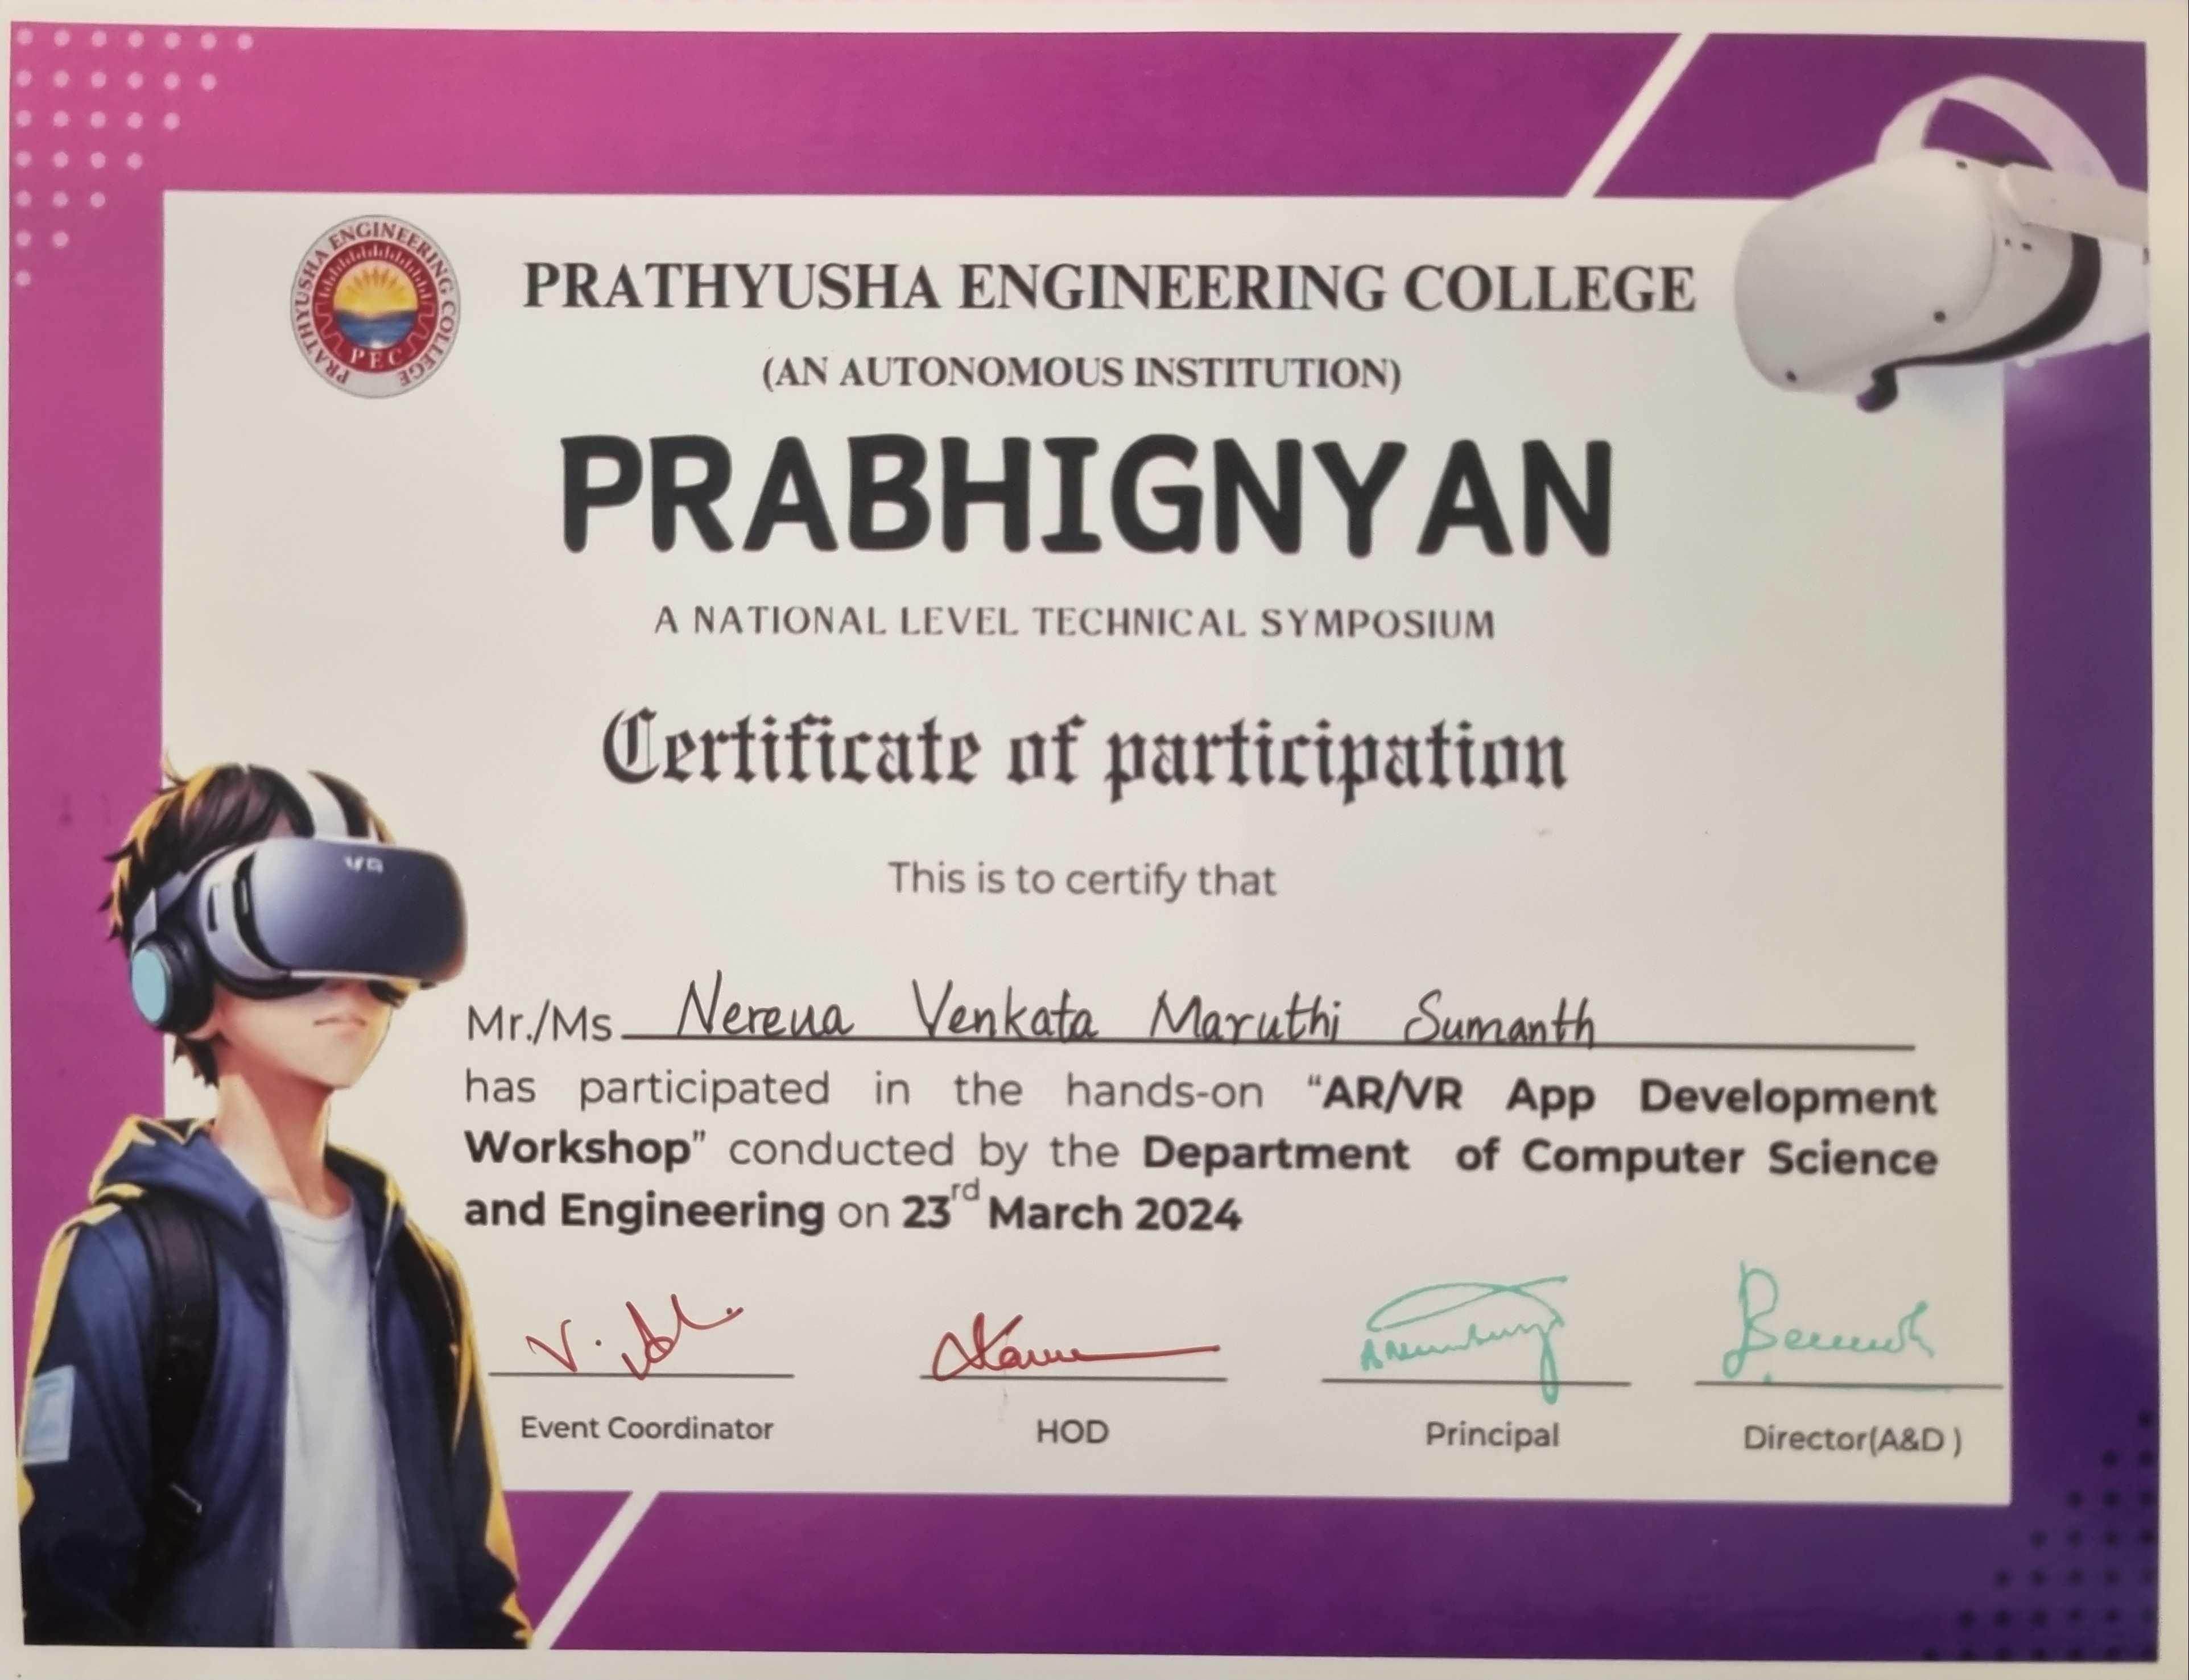 PRATHYUSHA ENGINEERING COLLEGE
PEC
PRATHYUSHA ENGINEERING COLLEGE
(AN AUTONOMOUS INSTITUTION)
PRABHIGNYAN
A NATIONAL LEVEL TECHNICAL SYMPOSIUM
Certificate of participation
This is to certify that
VR
Mr./Ms Nerella Venkata Maruthi Sumanth
has participated in the hands-on “AR/VR App Development
Workshop” conducted by the Department of Computer Science
and Engineering on 23rd March 2024
Event Coordinator HOD Principal Director(A&D )